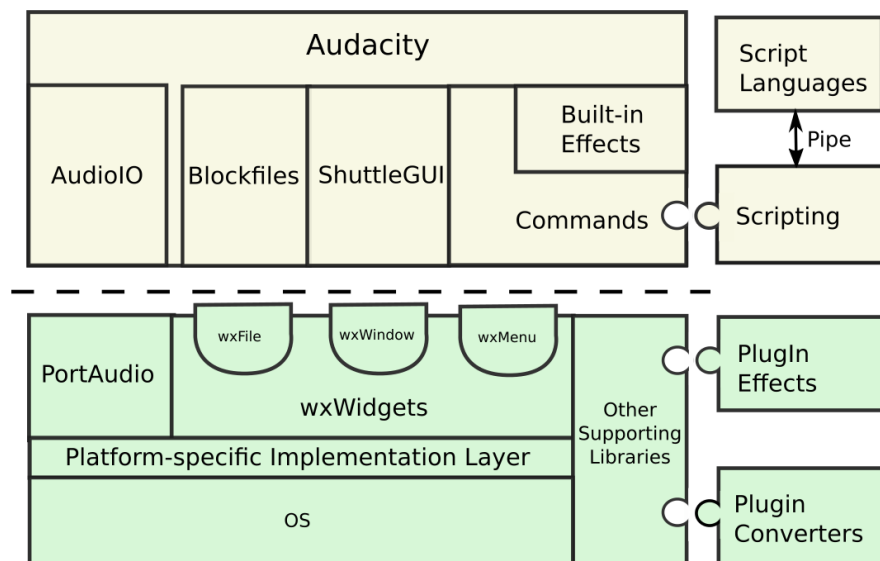 Audacity
Script
Languages
Built-in
Effects
Pipe
AudioIO
Blockfiles
ShuttleGUI
Commands
Scripting
wxFile
wxWindow
wxMenu
PortAudio
PlugIn
Effects
wxWidgets
Other
Supporting
Libraries
Platform-specific Implementation Layer
OS
Plugin
Converters